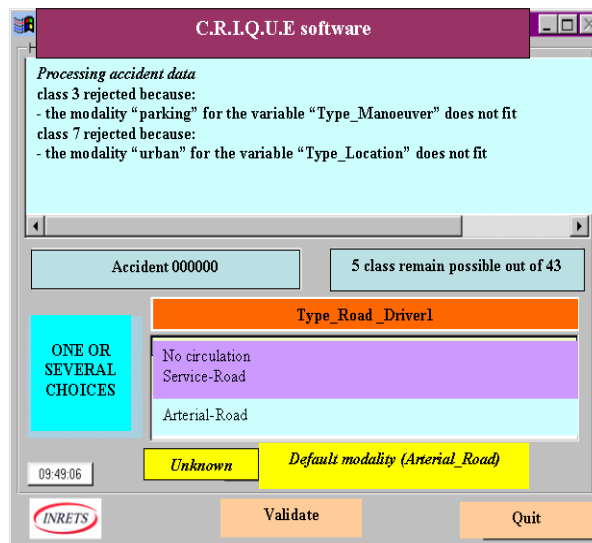 C.R.I.Q.U.E software
Processing accident data
class 3 rejected because:
- the modality “parking” for the variable “Type_Manoeuver” does not fit
class 7 rejected because:
- the modality “urban” for the variable “Type_Location” does not fit
Accident 000000
5 class remain possible out of 43
Type_Road _Driver1
ONE OR
SEVERAL
CHOICES
No circulation
Service-Road
Arterial-Road
Unknown
Default modality (Arterial_Road)
09:49:06
INRETS
Validate
Quit